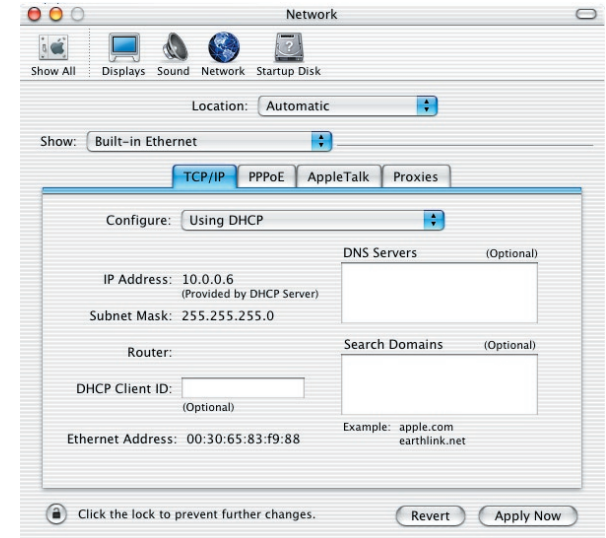 Network
Show All Displays Sound Network Startup Disk
Location: Automatic
Show: Built-in Ethernet
TCP/IP PPPoE AppleTalk Proxies
Configure: Using DHCP
DNS Servers (Optional)
IP Address: 10.0.0.6
(Provided by DHCP Server)
Subnet Mask: 255.255.255.0
Router:
Search Domains (Optional)
DHCP Client ID:
(Optional)
Example: apple.com
earthlink.net
Ethernet Address: 00:30:65:83:f9:88
Click the lock to prevent further changes.
Revert Apply Now